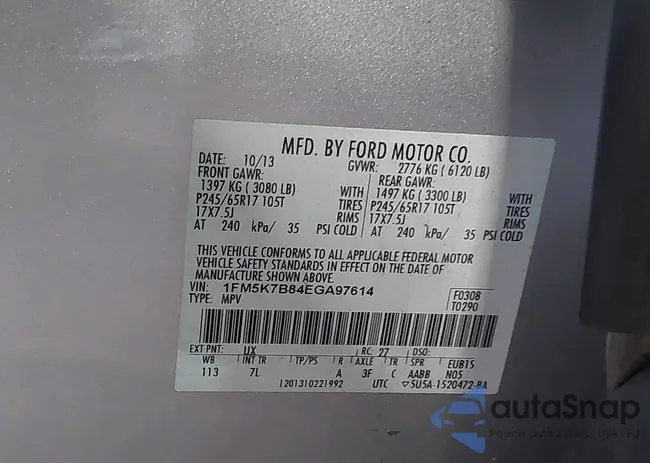 MFD. BY FORD MOTOR CO.
DATE: 10/13 GVWR: 2776 KG ( 6120 LB)
FRONT GAWR: REAR GAWR:
1397 KG ( 3080 LB) WITH 1497 KG ( 3300 LB) WITH
P245/65R17 105T TIRES P245/65R17 105T TIRES
17X7.5J RIMS 17X7.5J RIMS
AT 240 kPa/ 35 PSI COLD AT 240 kPa/ 35 PSI COLD
THIS VEHICLE CONFORMS TO ALL APPLICABLE FEDERAL MOTOR
VEHICLE SAFETY STANDARDS IN EFFECT ON THE DATE OF
MANUFACTURE SHOWN ABOVE.
VIN: 1FM5K7B84EGA97614 F0308
TYPE: MPV T0290
EXT PNT: UX RC: 27 DSO:
WB INT TR TP/PS R AXLE TR SPR EUB15
113 7L A 3F C AABB N05
1201310221992 UTC ▽5U5A-1520472-BA
autoSnap